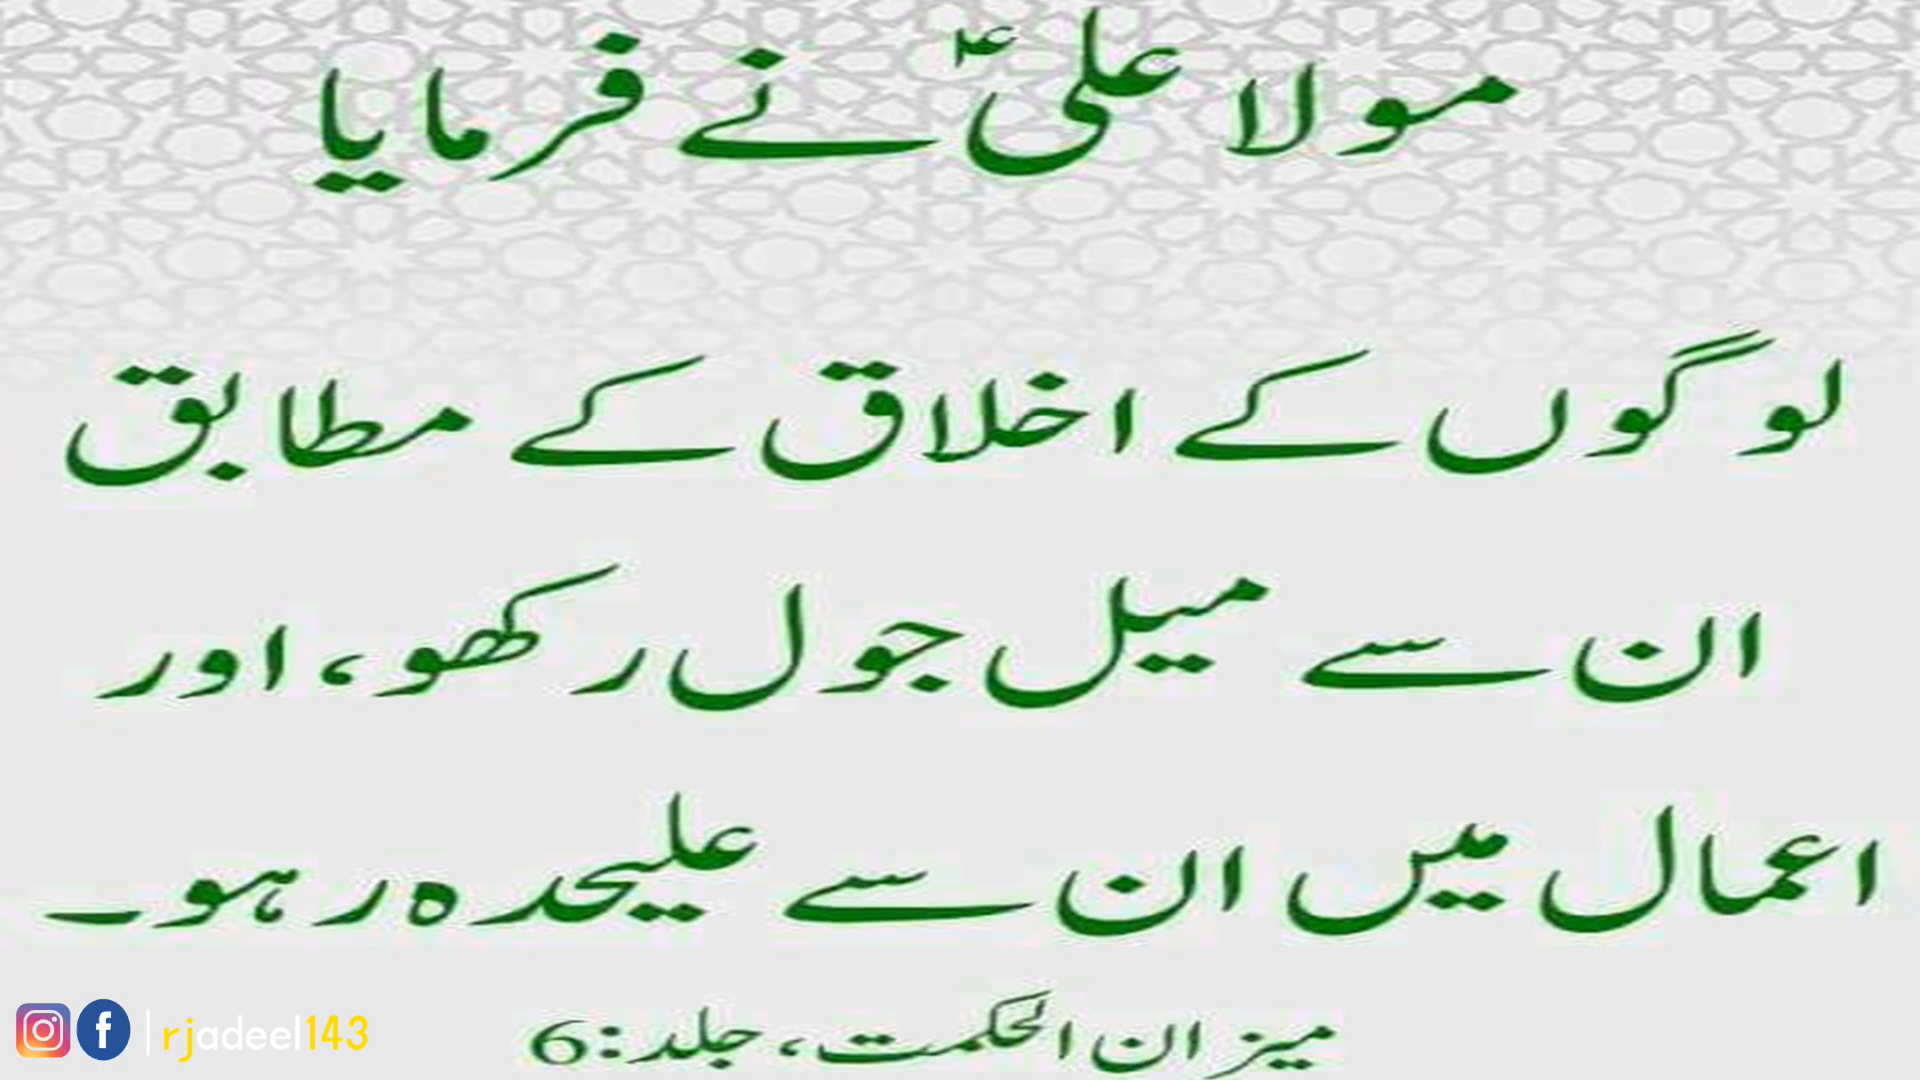 مولا علیؑ نے فرمایا
لوگوں کے اخلاق کے مطابق
ان سے میل جول رکھو، اور
اعمال میں ان سے علیحدہ رہو۔
میزان الحکمت، جلد:6
rjadeel143